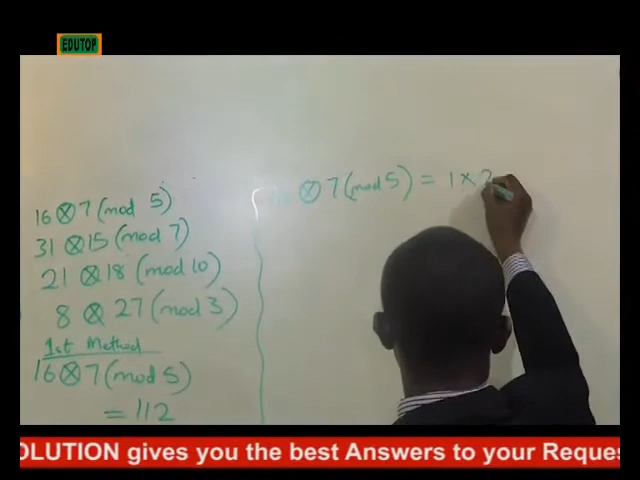 EDUTOP
16 ⊗ 7 (mod 5)
31 ⊗ 15 (mod 7)
21 ⊗ 18 (mod 10)
8 ⊗ 27 (mod 3)
1st Method
16 ⊗ 7 (mod 5)
= 112
16 ⊗ 7 (mod 5) = 1 × 2
OLUTION gives you the best Answers to your Reques